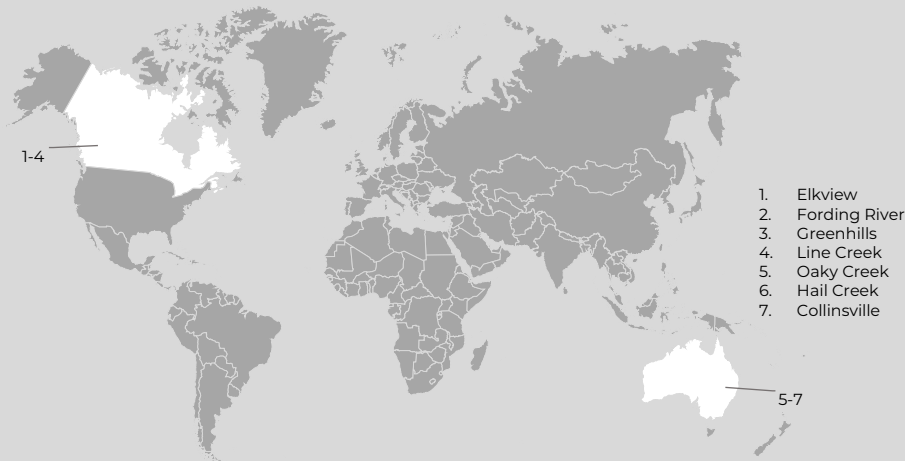 1-4
1. Elkview
2. Fording River
3. Greenhills
4. Line Creek
5. Oaky Creek
6. Hail Creek
7. Collinsville
5-7